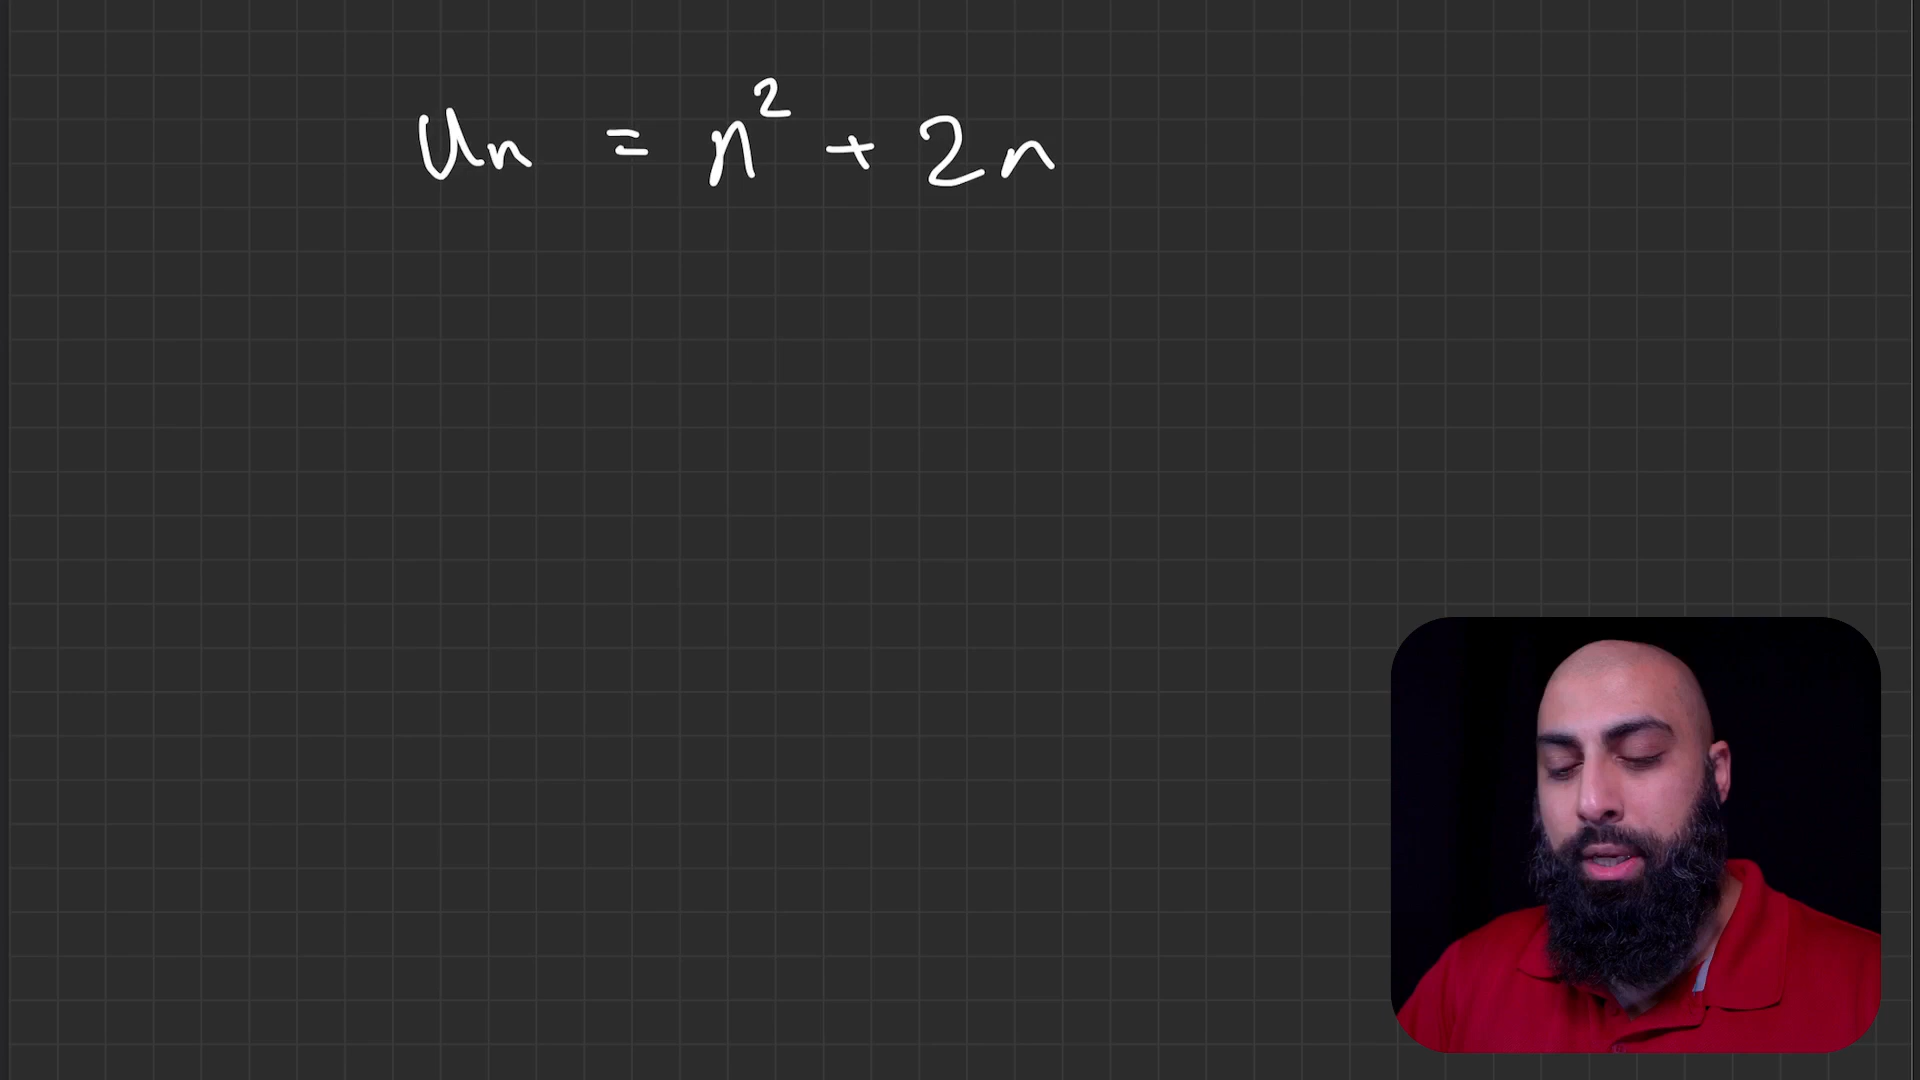 Un = n² + 2n